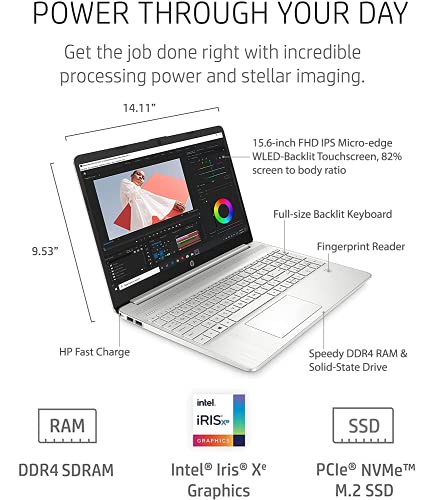 POWER THROUGH YOUR DAY
Get the job done right with incredible
processing power and stellar imaging.
14.11”
15.6-inch FHD IPS Micro-edge
WLED-Backlit Touchscreen, 82%
screen to body ratio
Full-size Backlit Keyboard
9.53”
Fingerprint Reader
HP Fast Charge
Speedy DDR4 RAM &
Solid-State Drive
RAM
intel.
iRIS Xe
GRAPHICS
SSD
DDR4 SDRAM
Intel® Iris® Xᵉ
Graphics
PCIe® NVMe™
M.2 SSD